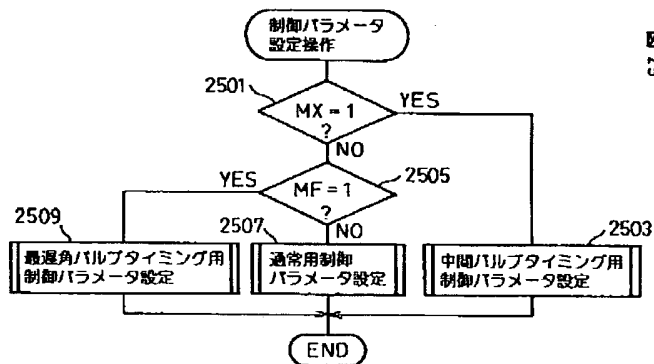 制御パラメータ
設定操作
図
25
2501
MX = 1
?
YES
NO
2505
MF = 1
?
YES
NO
2509
最遅角バルブタイミング用
制御パラメータ設定
2507
通常用制御
パラメータ設定
2503
中間バルブタイミング用
制御パラメータ設定
END